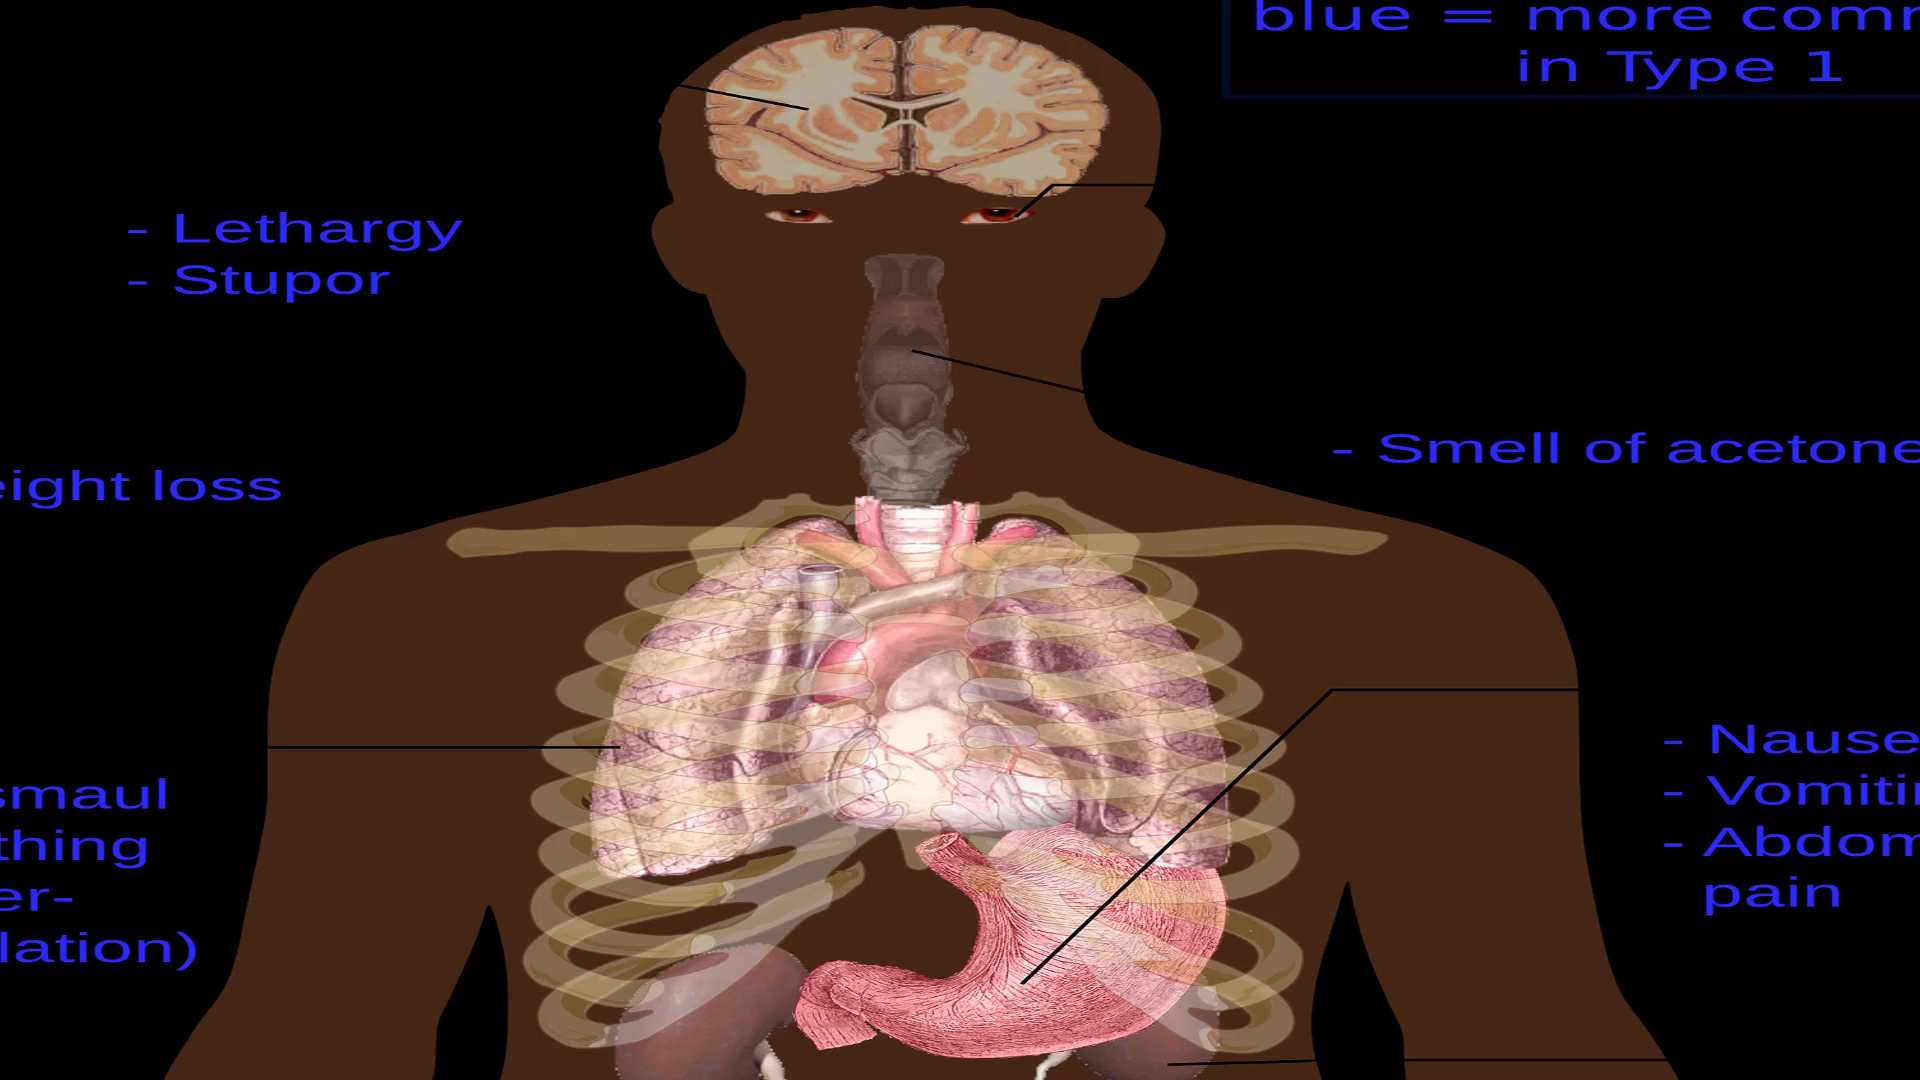 blue = more com
in Type 1
- Lethargy
- Stupor
- Smell of acetone
eight loss
smaul
thing
er-
lation)
- Nause
- Vomiti
- Abdom
pain